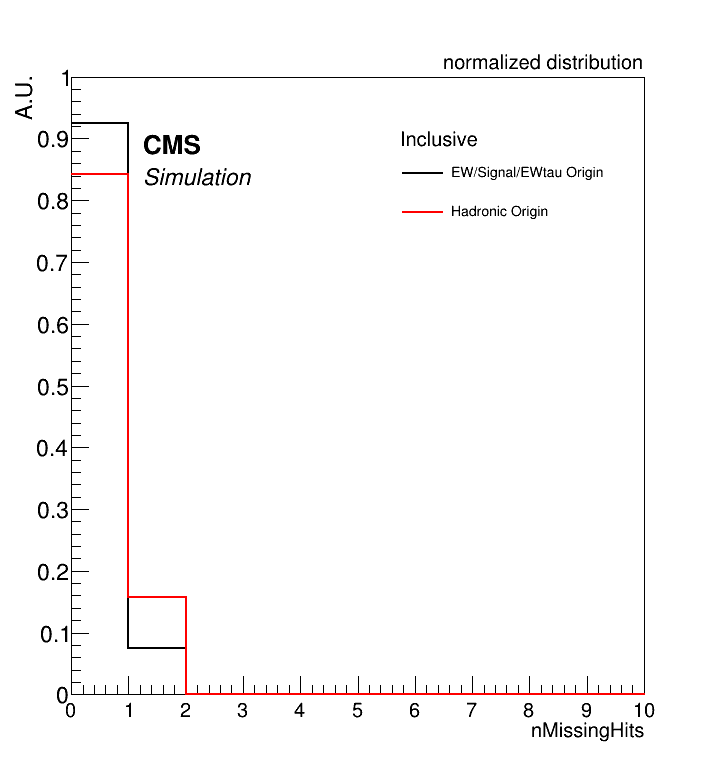 normalized distribution
A.U.
1
0.9
0.8
0.7
0.6
0.5
0.4
0.3
0.2
0.1
0
CMS
Simulation
Inclusive
EW/Signal/EWtau Origin
Hadronic Origin
0 1 2 3 4 5 6 7 8 9 10
nMissingHits